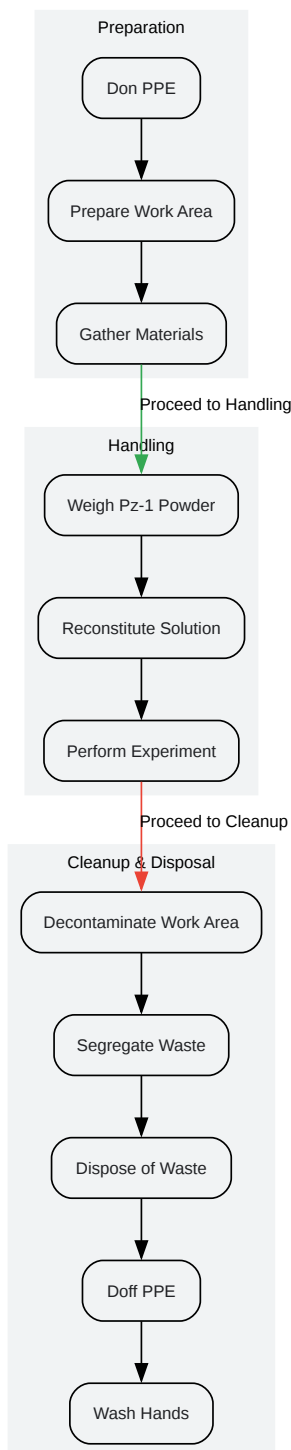 Preparation
Don PPE
Prepare Work Area
Gather Materials
Proceed to Handling
Handling
Weigh Pz-1 Powder
Reconstitute Solution
Perform Experiment
Proceed to Cleanup
Cleanup & Disposal
Decontaminate Work Area
Segregate Waste
Dispose of Waste
Doff PPE
Wash Hands